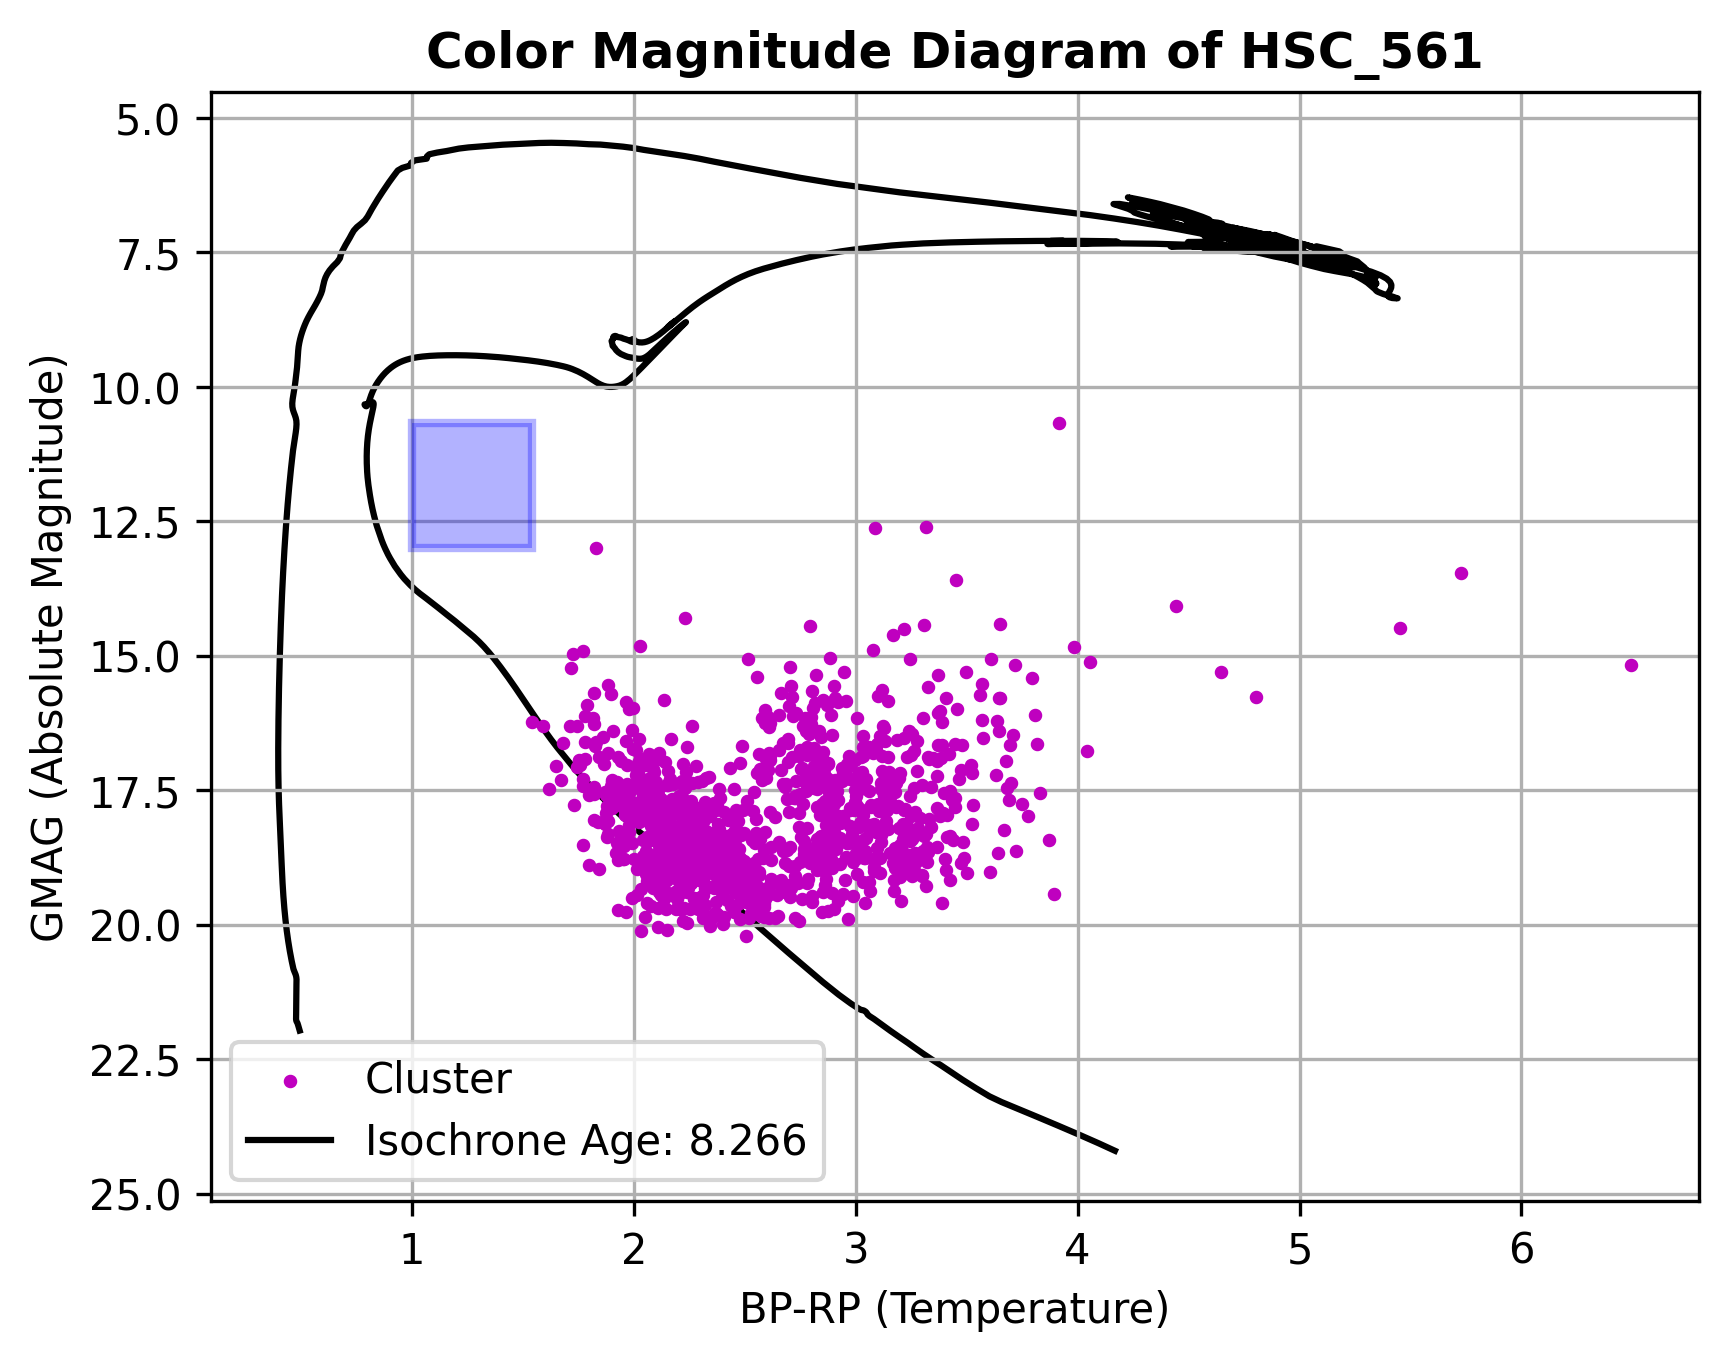 Color Magnitude Diagram of HSC_561
GMAG (Absolute Magnitude)
5.0
7.5
10.0
12.5
15.0
17.5
20.0
22.5
25.0
Cluster
Isochrone Age: 8.266
1 2 3 4 5 6
BP-RP (Temperature)